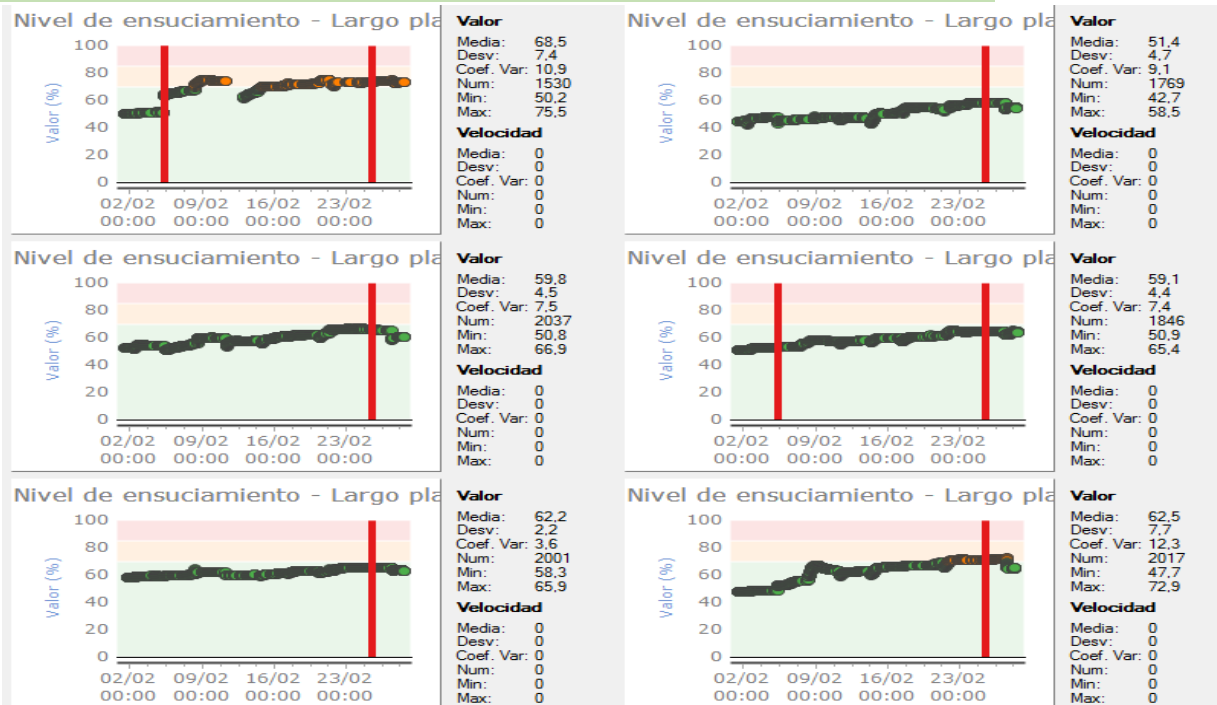 Nivel de ensuciamiento - Largo pla
100
80
60
40
20
0
Valor (%)
02/02 09/02 16/02 23/02
00:00 00:00 00:00 00:00
Valor
Media: 68,5
Desv: 7,4
Coef. Var: 10,9
Num: 1530
Min: 50,2
Max: 75,5
Velocidad
Media: 0
Desv: 0
Coef. Var: 0
Num: 0
Min: 0
Max: 0
Nivel de ensuciamiento - Largo pla
100
80
60
40
20
0
Valor (%)
02/02 09/02 16/02 23/02
00:00 00:00 00:00 00:00
Valor
Media: 51,4
Desv: 4,7
Coef. Var: 9,1
Num: 1769
Min: 42,7
Max: 58,5
Velocidad
Media: 0
Desv: 0
Coef. Var: 0
Num: 0
Min: 0
Max: 0
Nivel de ensuciamiento - Largo pla
100
80
60
40
20
0
Valor (%)
02/02 09/02 16/02 23/02
00:00 00:00 00:00 00:00
Valor
Media: 59,8
Desv: 4,5
Coef. Var: 7,5
Num: 2037
Min: 50,8
Max: 66,9
Velocidad
Media: 0
Desv: 0
Coef. Var: 0
Num: 0
Min: 0
Max: 0
Nivel de ensuciamiento - Largo pla
100
80
60
40
20
0
Valor (%)
02/02 09/02 16/02 23/02
00:00 00:00 00:00 00:00
Valor
Media: 59,1
Desv: 4,4
Coef. Var: 7,4
Num: 1846
Min: 50,9
Max: 65,4
Velocidad
Media: 0
Desv: 0
Coef. Var: 0
Num: 0
Min: 0
Max: 0
Nivel de ensuciamiento - Largo pla
100
80
60
40
20
0
Valor (%)
02/02 09/02 16/02 23/02
00:00 00:00 00:00 00:00
Valor
Media: 62,2
Desv: 2,2
Coef. Var: 3,6
Num: 2001
Min: 58,3
Max: 65,9
Velocidad
Media: 0
Desv: 0
Coef. Var: 0
Num: 0
Min: 0
Max: 0
Nivel de ensuciamiento - Largo pla
100
80
60
40
20
0
Valor (%)
02/02 09/02 16/02 23/02
00:00 00:00 00:00 00:00
Valor
Media: 62,5
Desv: 7,7
Coef. Var: 12,3
Num: 2017
Min: 47,7
Max: 72,9
Velocidad
Media: 0
Desv: 0
Coef. Var: 0
Num: 0
Min: 0
Max: 0